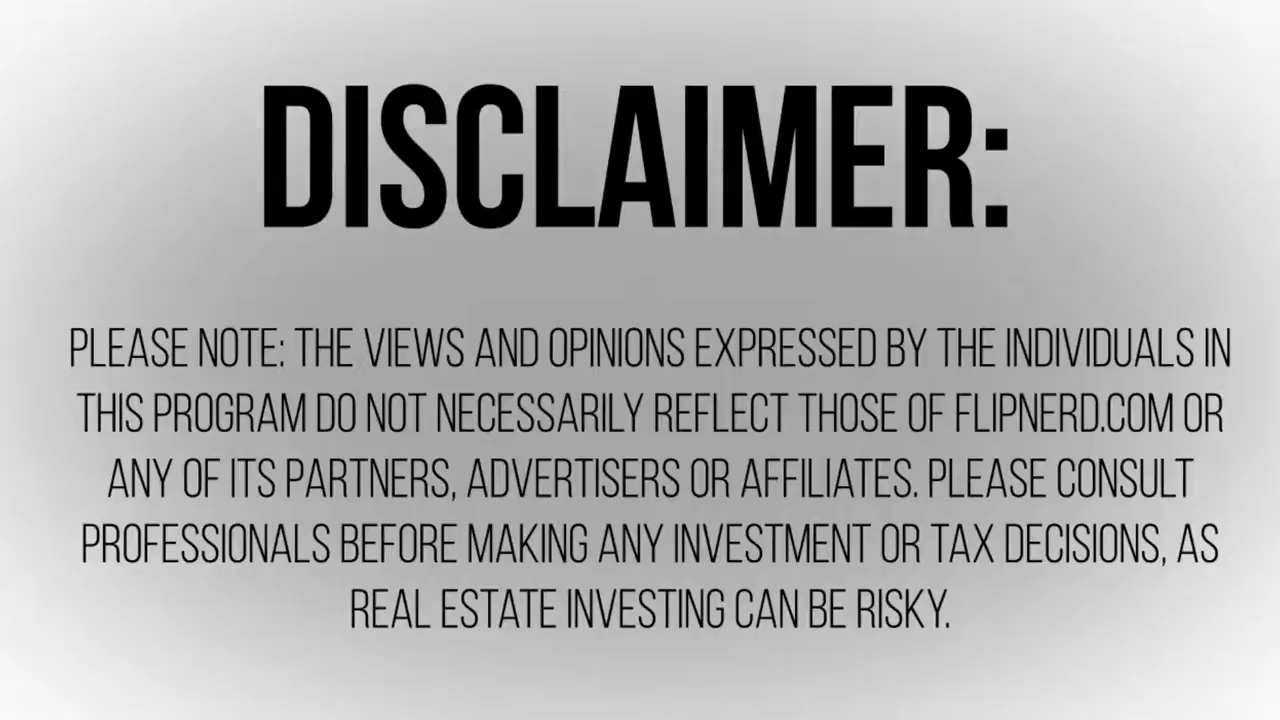 DISCLAIMER:
PLEASE NOTE: THE VIEWS AND OPINIONS EXPRESSED BY THE INDIVIDUALS IN
THIS PROGRAM DO NOT NECESSARILY REFLECT THOSE OF FLIPNERD.COM OR
ANY OF ITS PARTNERS, ADVERTISERS OR AFFILIATES. PLEASE CONSULT
PROFESSIONALS BEFORE MAKING ANY INVESTMENT OR TAX DECISIONS, AS
REAL ESTATE INVESTING CAN BE RISKY.